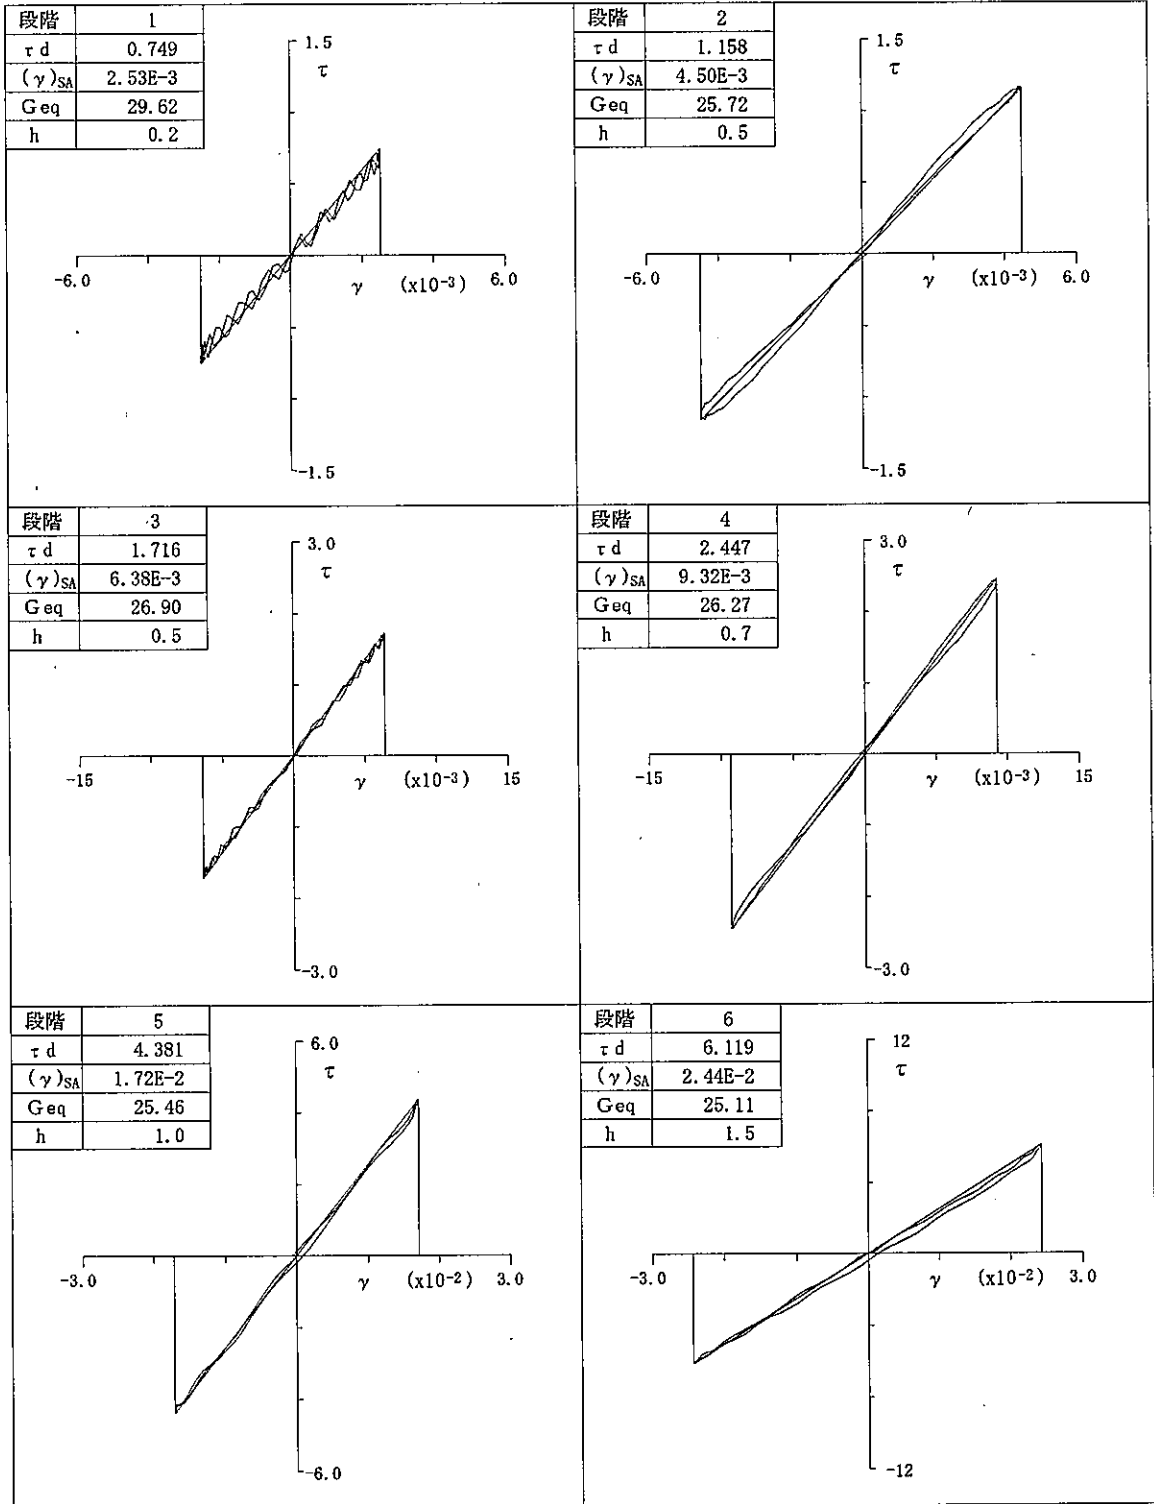 段階 1
τd 0.749
(γ)SA 2.53E-3
Geq 29.62
h 0.2
1.5
τ
-6.0
γ (x10-3) 6.0
-1.5
段階 2
τd 1.158
(γ)SA 4.50E-3
Geq 25.72
h 0.5
1.5
τ
-6.0
γ (x10-3) 6.0
-1.5
段階 3
τd 1.716
(γ)SA 6.38E-3
Geq 26.90
h 0.5
3.0
τ
-15
γ (x10-3) 15
-3.0
段階 4
τd 2.447
(γ)SA 9.32E-3
Geq 26.27
h 0.7
3.0
τ
-15
γ (x10-3) 15
-3.0
段階 5
τd 4.381
(γ)SA 1.72E-2
Geq 25.46
h 1.0
6.0
τ
-3.0
γ (x10-2) 3.0
-6.0
段階 6
τd 6.119
(γ)SA 2.44E-2
Geq 25.11
h 1.5
12
τ
-3.0
γ (x10-2) 3.0
-12